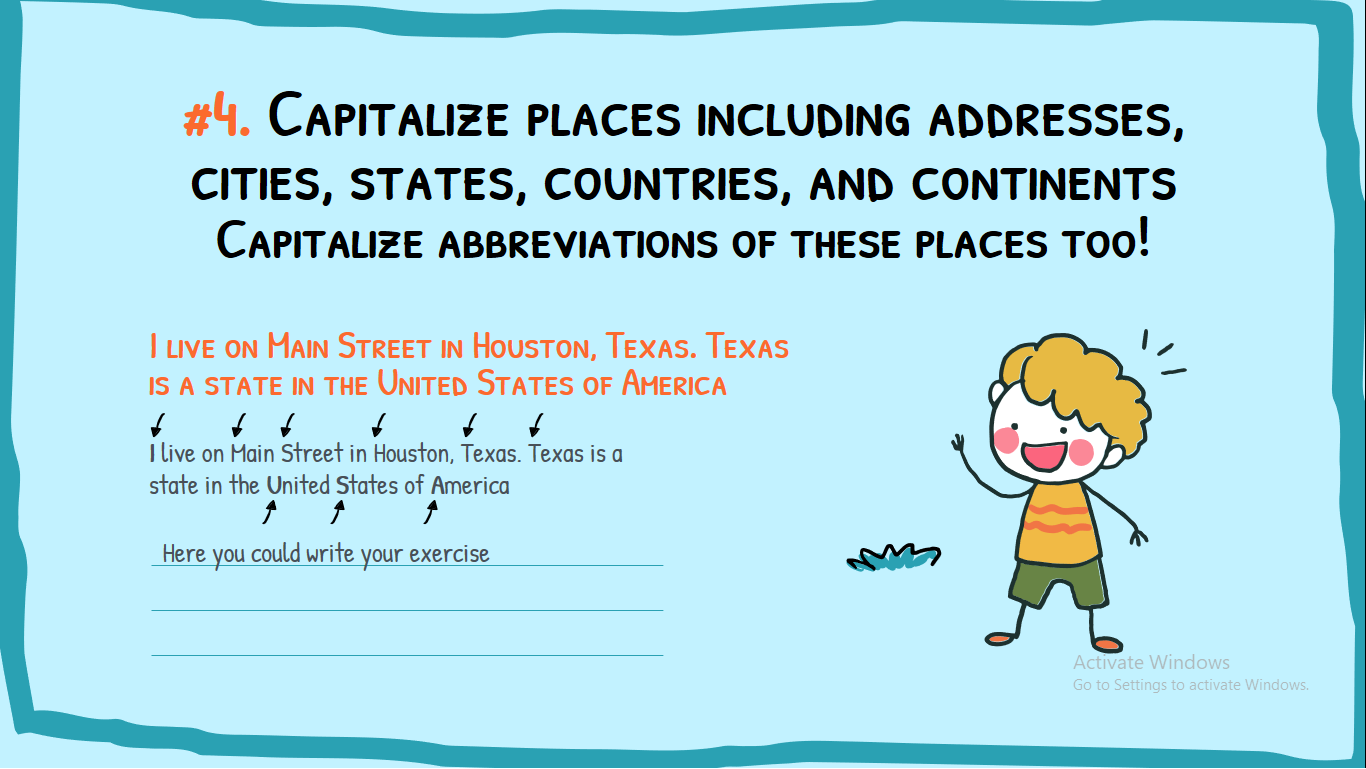 #4. Capitalize places including addresses,
cities, states, countries, and continents
Capitalize abbreviations of these places too!
I live on Main Street in Houston, Texas. Texas
is a state in the United States of America
I live on Main Street in Houston, Texas. Texas is a
state in the United States of America
Here you could write your exercise
Activate Windows
Go to Settings to activate Windows.